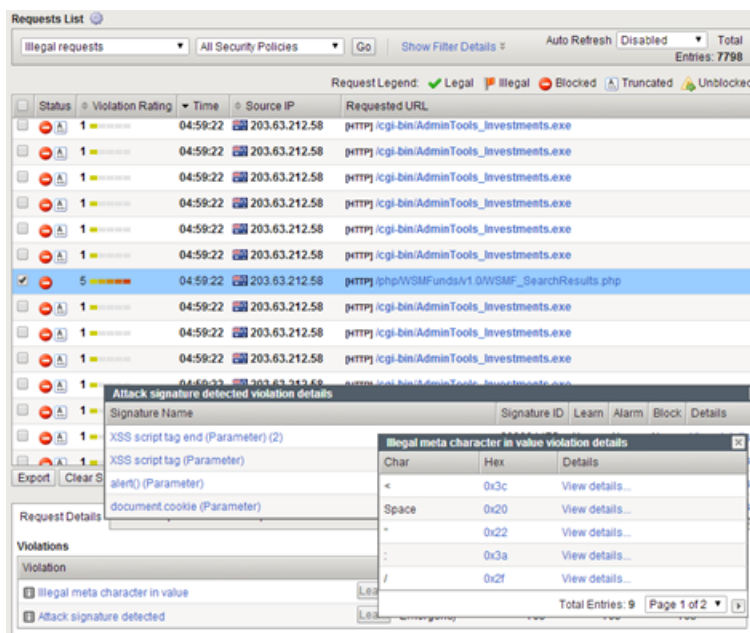 Requests List
Illegal requests All Security Policies Go Show Filter Details Auto Refresh Disabled Total
Entries: 7798
Request Legend: Legal Illegal Blocked Truncated Unblocked
Status Violation Rating Time Source IP Requested URL
1 04:59:22 203.63.212.58 [HTTP] /cgi-bin/AdminTools_Investments.exe
1 04:59:22 203.63.212.58 [HTTP] /cgi-bin/AdminTools_Investments.exe
1 04:59:22 203.63.212.58 [HTTP] /cgi-bin/AdminTools_Investments.exe
1 04:59:22 203.63.212.58 [HTTP] /cgi-bin/AdminTools_Investments.exe
1 04:59:22 203.63.212.58 [HTTP] /cgi-bin/AdminTools_Investments.exe
1 04:59:22 203.63.212.58 [HTTP] /cgi-bin/AdminTools_Investments.exe
5 04:59:22 203.63.212.58 [HTTP] /php/WSMFunds/v1.0/WSMF_SearchResults.php
1 04:59:22 203.63.212.58 [HTTP] /cgi-bin/AdminTools_Investments.exe
1 04:59:22 203.63.212.58 [HTTP] /cgi-bin/AdminTools_Investments.exe
1 04:59:22 203.63.212.58 [HTTP] /cgi-bin/AdminTools_Investments.exe
1 04:59:22 203.63.212.58 [HTTP] /cgi-bin/AdminTools_Investments.exe
1
1
1
Attack signature detected violation details
Signature Name Signature ID Learn Alarm Block Details
XSS script tag end (Parameter) (2)
XSS script tag (Parameter)
alert() (Parameter)
document.cookie (Parameter)
Illegal meta character in value violation details
Char Hex Details
< 0x3c View details...
Space 0x20 View details...
" 0x22 View details...
: 0x3a View details...
/ 0x2f View details...
Total Entries: 9 Page 1 of 2
Export Clear S
Request Details
Violations
Violation
Illegal meta character in value Lea
Attack signature detected Lea